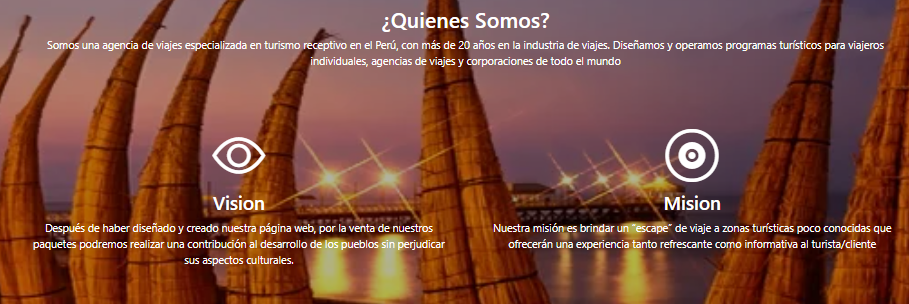 ¿Quienes Somos?
Somos una agencia de viajes especializada en turismo receptivo en el Perú, con más de 20 años en la industria de viajes. Diseñamos y operamos programas turísticos para viajeros
individuales, agencias de viajes y corporaciones de todo el mundo
Vision
Después de haber diseñado y creado nuestra página web, por la venta de nuestros
paquetes podremos realizar una contribución al desarrollo de los pueblos sin perjudicar
sus aspectos culturales.
Mision
Nuestra misión es brindar un "escape" de viaje a zonas turísticas poco conocidas que
ofrecerán una experiencia tanto refrescante como informativa al turista/cliente